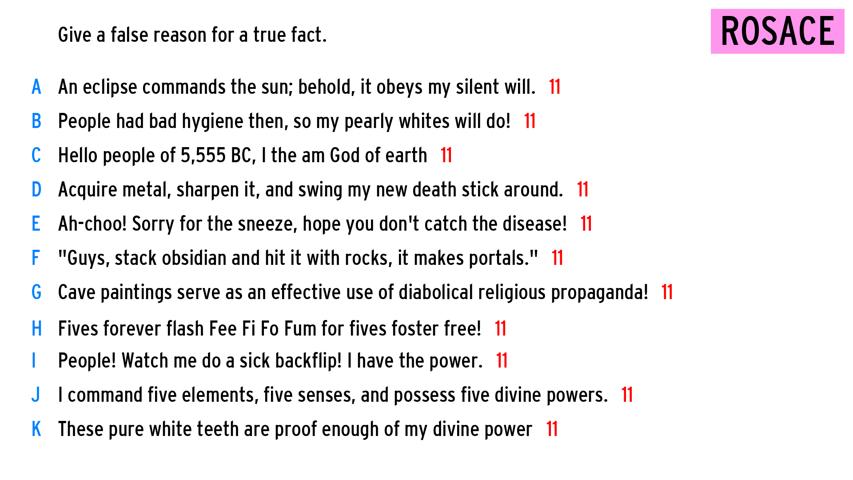 Give a false reason for a true fact.
ROSACE
A An eclipse commands the sun; behold, it obeys my silent will. 11
B People had bad hygiene then, so my pearly whites will do! 11
C Hello people of 5,555 BC, I the am God of earth 11
D Acquire metal, sharpen it, and swing my new death stick around. 11
E Ah-choo! Sorry for the sneeze, hope you don't catch the disease! 11
F "Guys, stack obsidian and hit it with rocks, it makes portals." 11
G Cave paintings serve as an effective use of diabolical religious propaganda! 11
H Fives forever flash Fee Fi Fo Fum for fives foster free! 11
I People! Watch me do a sick backflip! I have the power. 11
J I command five elements, five senses, and possess five divine powers. 11
K These pure white teeth are proof enough of my divine power 11